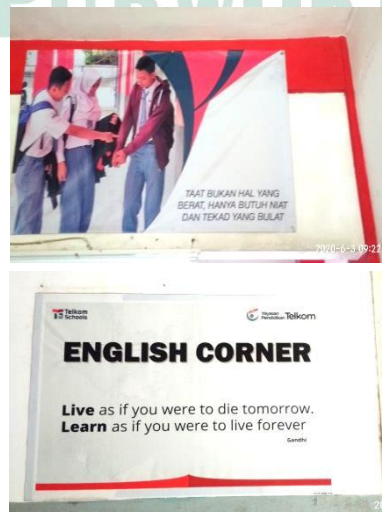 TAAT BUKAN HAL YANG
BERAT, HANYA BUTUH NIAT
DAN TEKAD YANG BULAT
2020-6-3 09:22
Telkom
Schools
Yayasan
Pendidikan Telkom
ENGLISH CORNER
Live as if you were to die tomorrow.
Learn as if you were to live forever
Gandhi